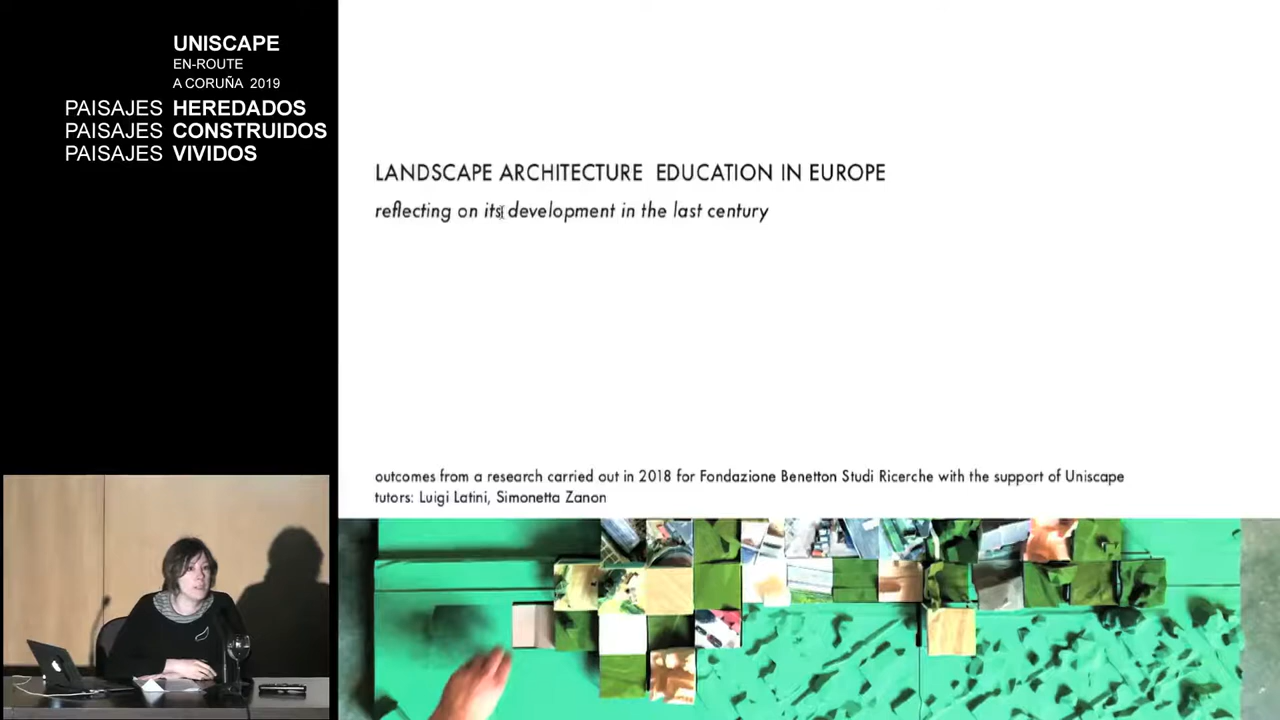 UNISCAPE
EN-ROUTE
A CORUÑA 2019
PAISAJES HEREDADOS
PAISAJES CONSTRUIDOS
PAISAJES VIVIDOS
LANDSCAPE ARCHITECTURE EDUCATION IN EUROPE
reflecting on its development in the last century
outcomes from a research carried out in 2018 for Fondazione Benetton Studi Ricerche with the support of Uniscape
tutors: Luigi Latini, Simonetta Zanon